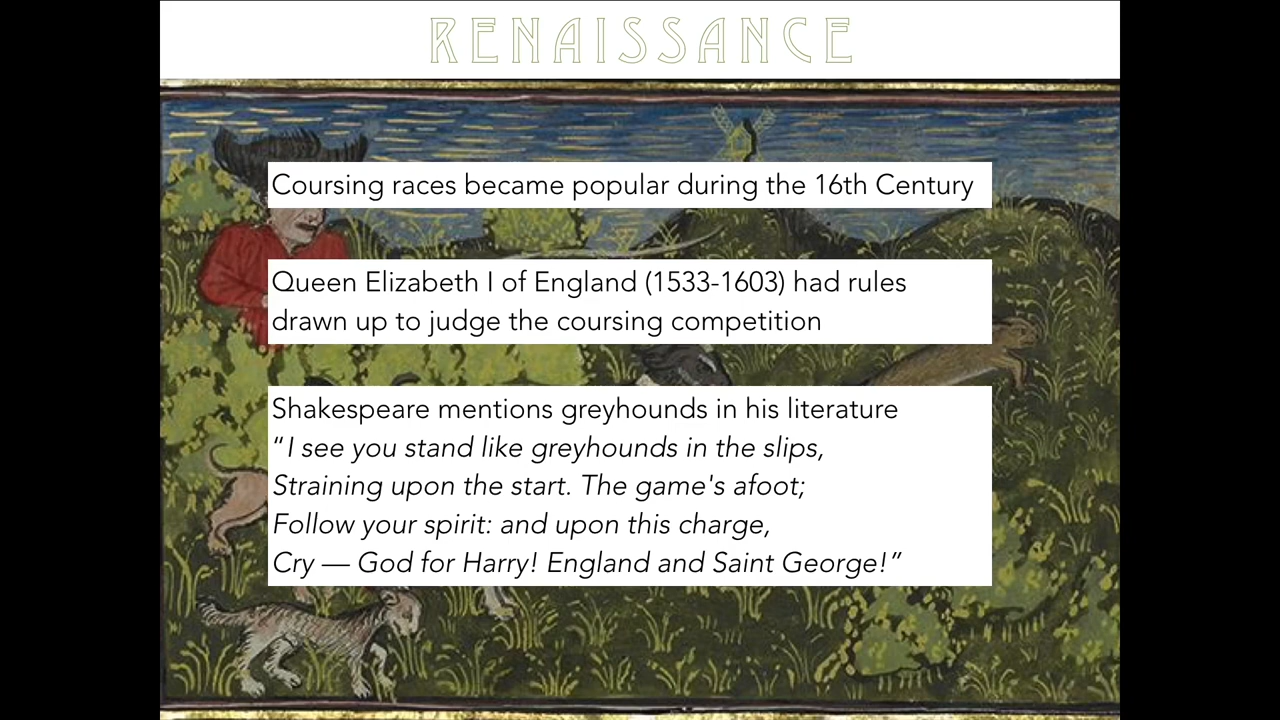 RENAISSANCE
Coursing races became popular during the 16th Century
Queen Elizabeth I of England (1533-1603) had rules
drawn up to judge the coursing competition
Shakespeare mentions greyhounds in his literature
“I see you stand like greyhounds in the slips,
Straining upon the start. The game's afoot;
Follow your spirit: and upon this charge,
Cry — God for Harry! England and Saint George!”